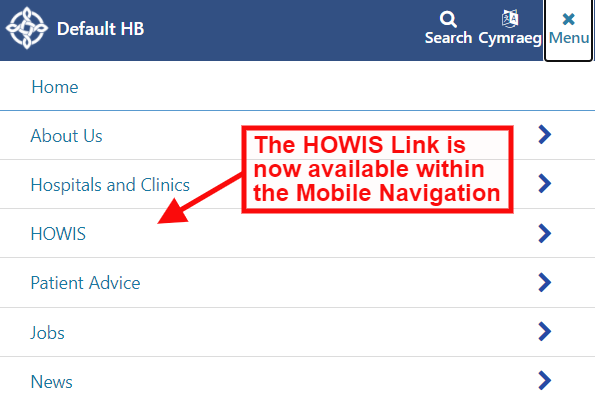 Default HB
Search Cymraeg Menu
Home
About Us
Hospitals and Clinics
HOWIS
Patient Advice
Jobs
News
The HOWIS Link is
now available within
the Mobile Navigation